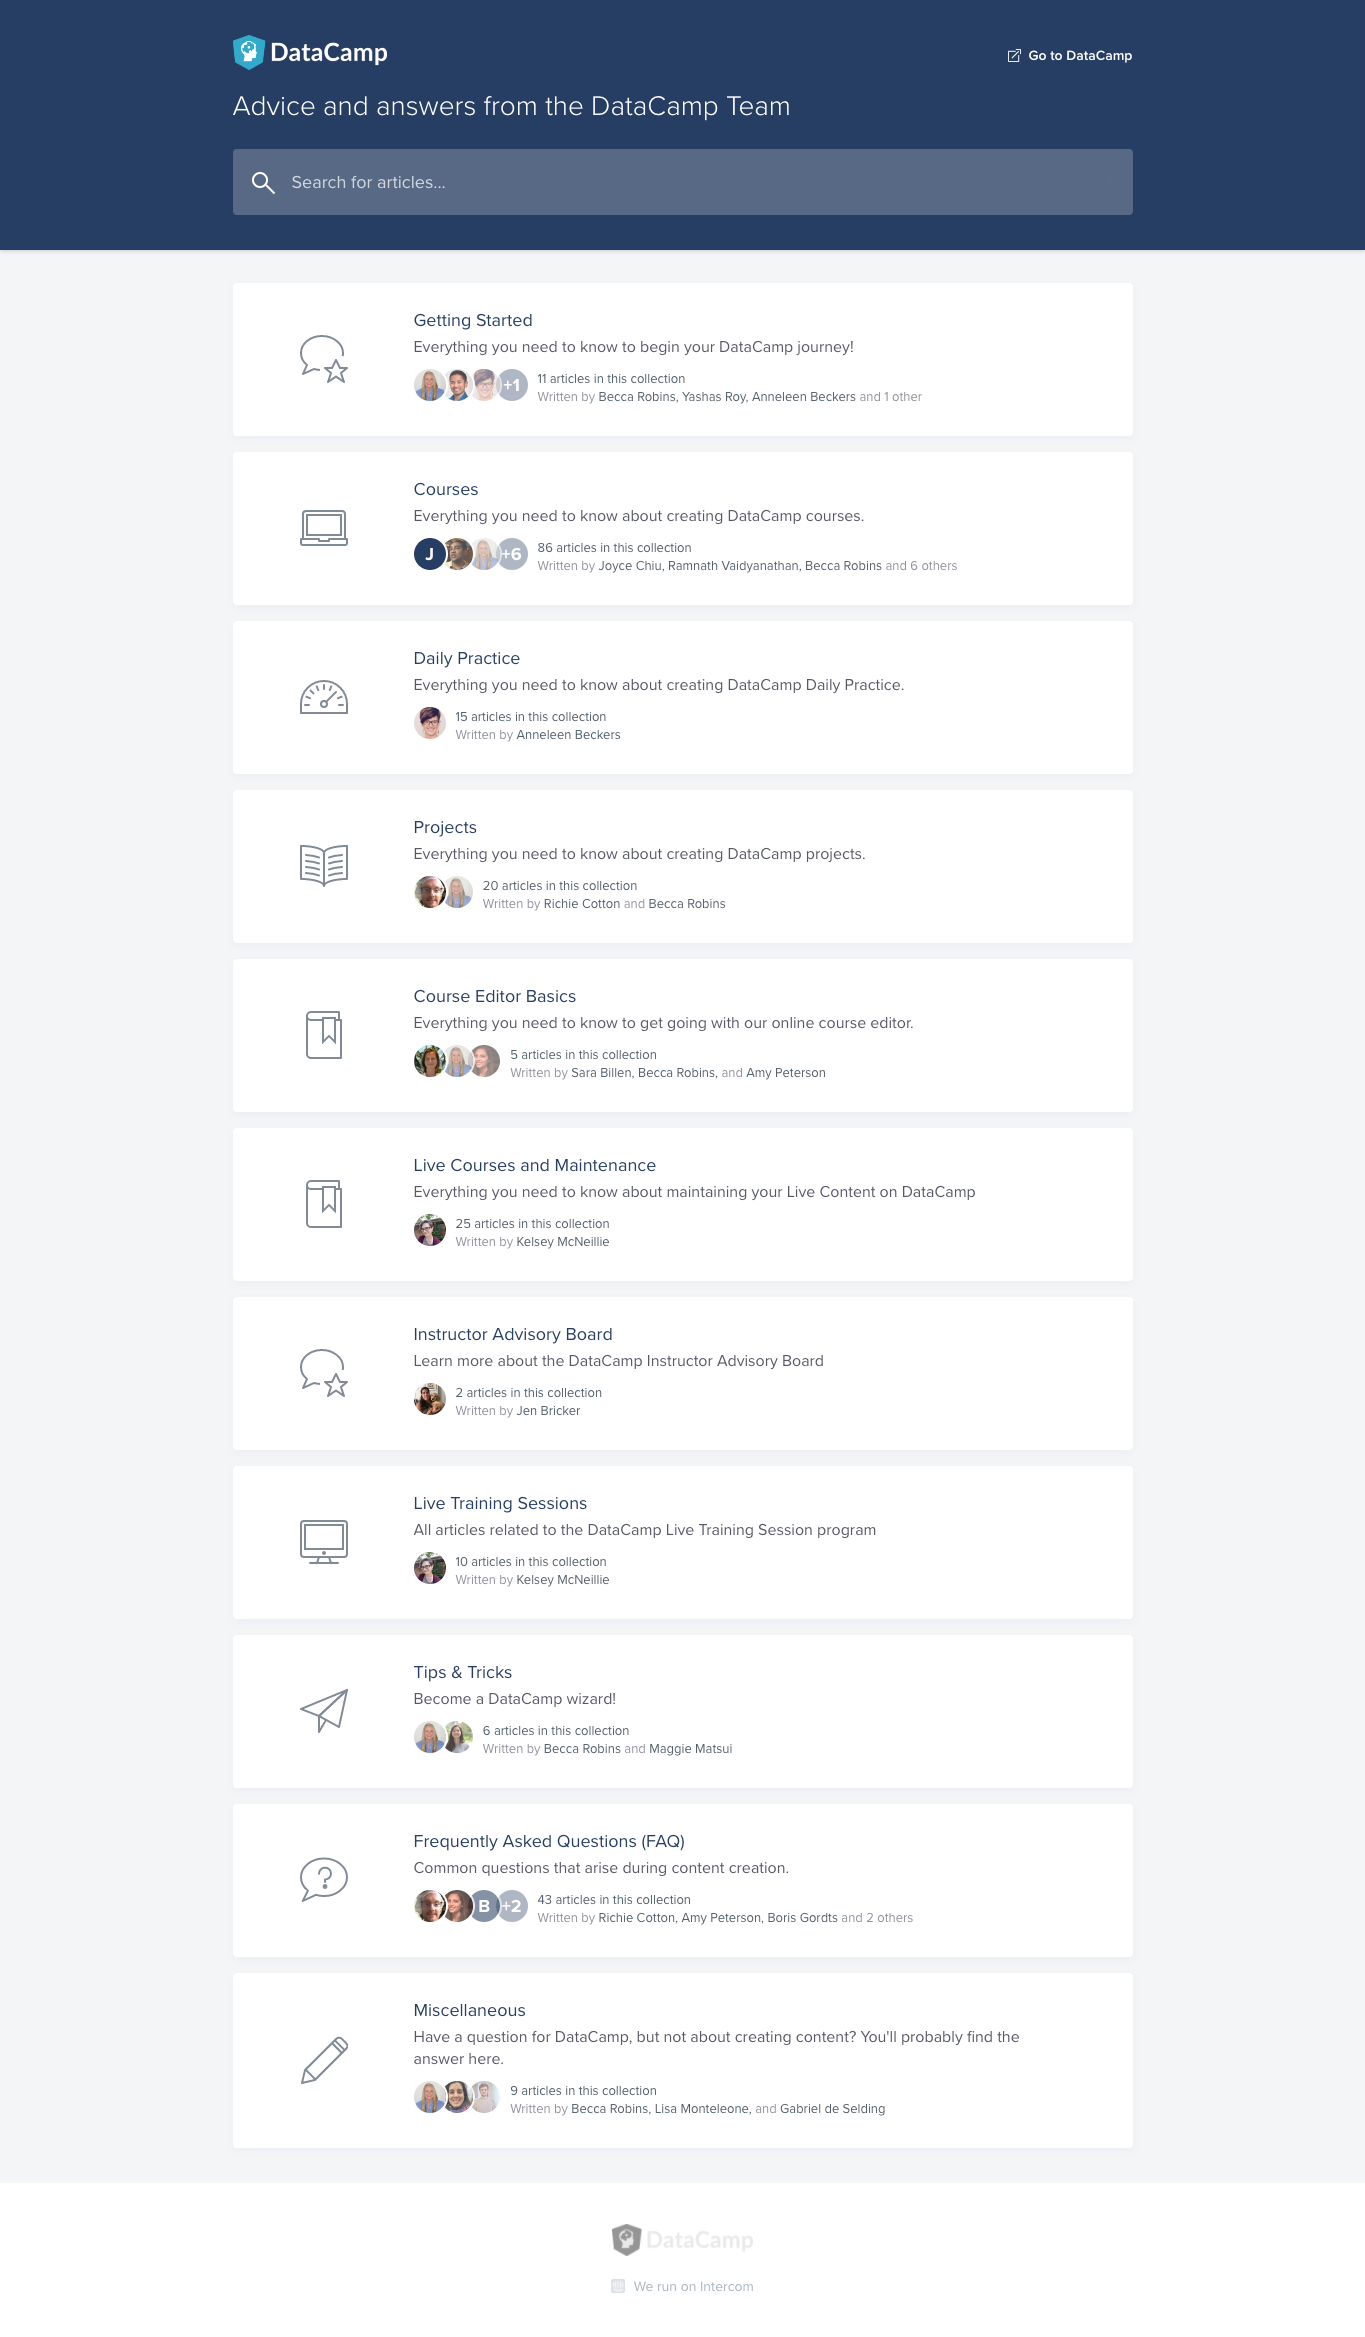 DataCamp
Go to DataCamp
Advice and answers from the DataCamp Team
Search for articles...
Getting Started
Everything you need to know to begin your DataCamp journey!
+1
11 articles in this collection
Written by Becca Robins, Yashas Roy, Anneleen Beckers and 1 other
Courses
Everything you need to know about creating DataCamp courses.
J
+6
86 articles in this collection
Written by Joyce Chiu, Ramnath Vaidyanathan, Becca Robins and 6 others
Daily Practice
Everything you need to know about creating DataCamp Daily Practice.
15 articles in this collection
Written by Anneleen Beckers
Projects
Everything you need to know about creating DataCamp projects.
20 articles in this collection
Written by Richie Cotton and Becca Robins
Course Editor Basics
Everything you need to know to get going with our online course editor.
5 articles in this collection
Written by Sara Billen, Becca Robins, and Amy Peterson
Live Courses and Maintenance
Everything you need to know about maintaining your Live Content on DataCamp
25 articles in this collection
Written by Kelsey McNeillie
Instructor Advisory Board
Learn more about the DataCamp Instructor Advisory Board
2 articles in this collection
Written by Jen Bricker
Live Training Sessions
All articles related to the DataCamp Live Training Session program
10 articles in this collection
Written by Kelsey McNeillie
Tips & Tricks
Become a DataCamp wizard!
6 articles in this collection
Written by Becca Robins and Maggie Matsui
Frequently Asked Questions (FAQ)
Common questions that arise during content creation.
B
+2
43 articles in this collection
Written by Richie Cotton, Amy Peterson, Boris Gordts and 2 others
Miscellaneous
Have a question for DataCamp, but not about creating content? You'll probably find the
answer here.
9 articles in this collection
Written by Becca Robins, Lisa Monteleone, and Gabriel de Selding
DataCamp
We run on Intercom